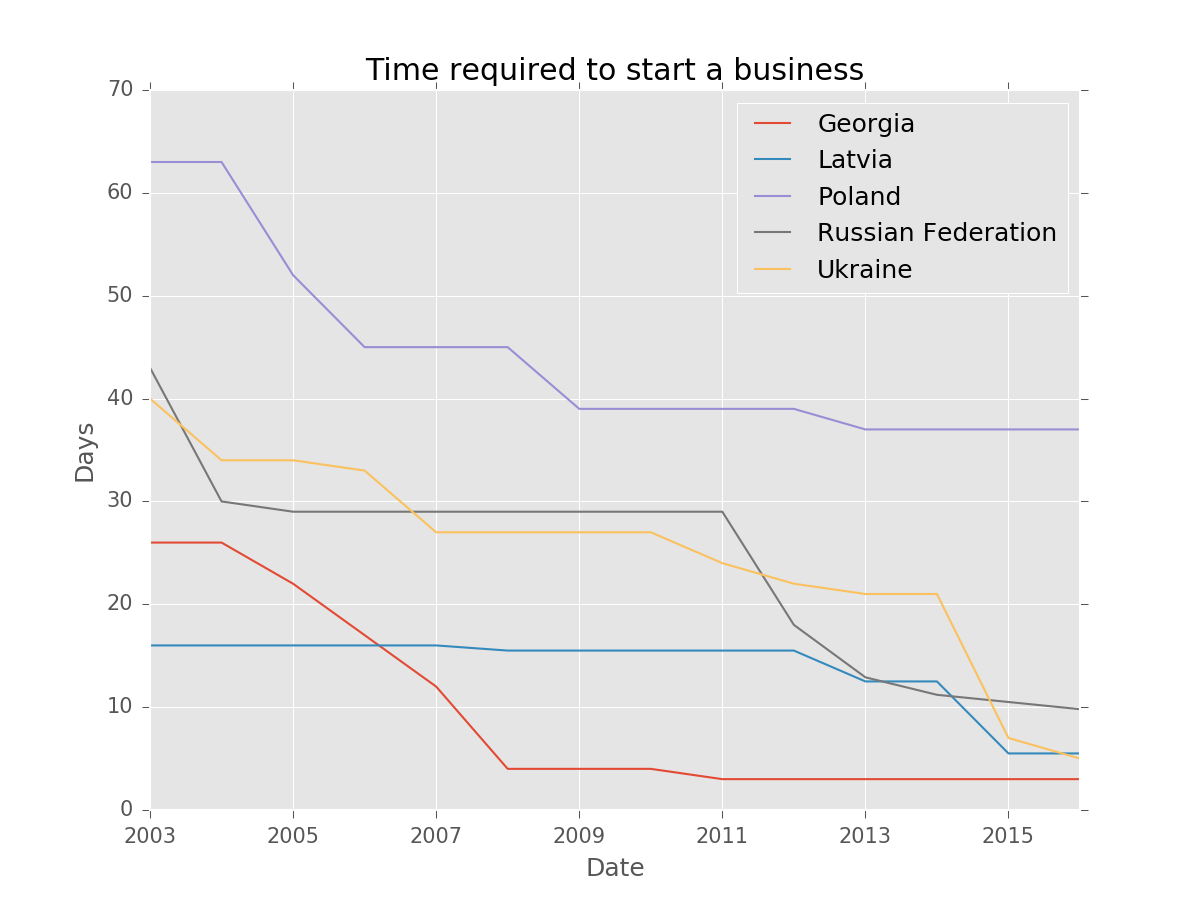 Time required to start a business
70
60
50
40
30
20
10
0
Days
Georgia
Latvia
Poland
Russian Federation
Ukraine
2003 2005 2007 2009 2011 2013 2015
Date